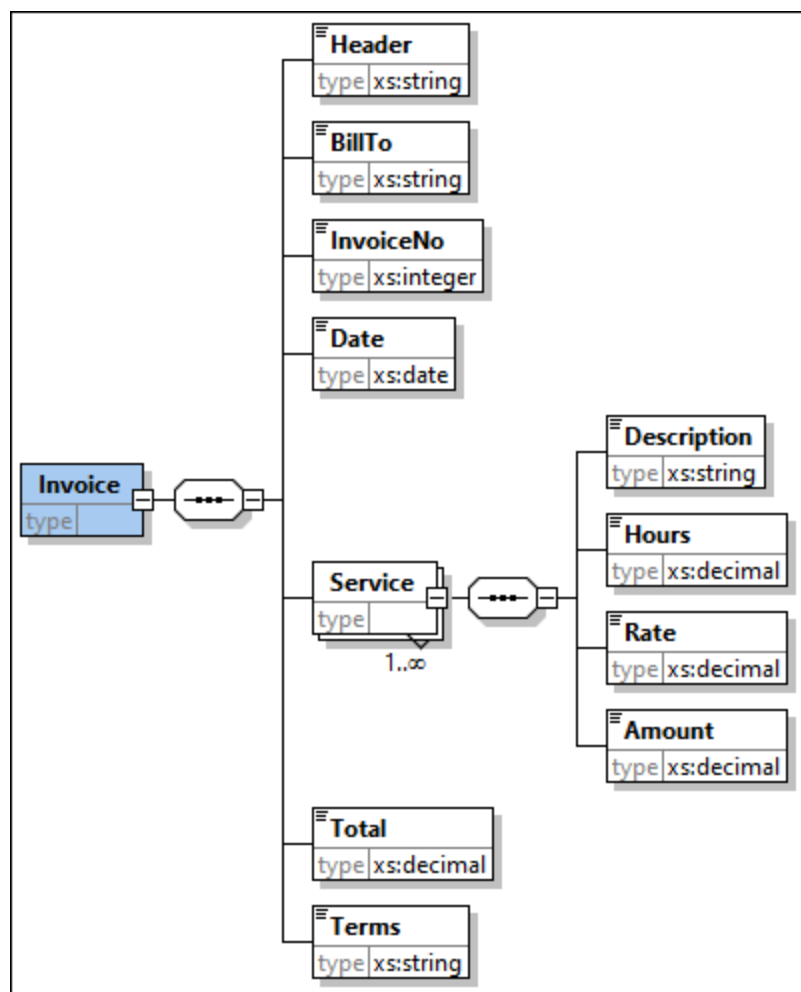 Header
type xs:string
BillTo
type xs:string
InvoiceNo
type xs:integer
Date
type xs:date
Invoice
type
Service
type
1..∞
Description
type xs:string
Hours
type xs:decimal
Rate
type xs:decimal
Amount
type xs:decimal
Total
type xs:decimal
Terms
type xs:string